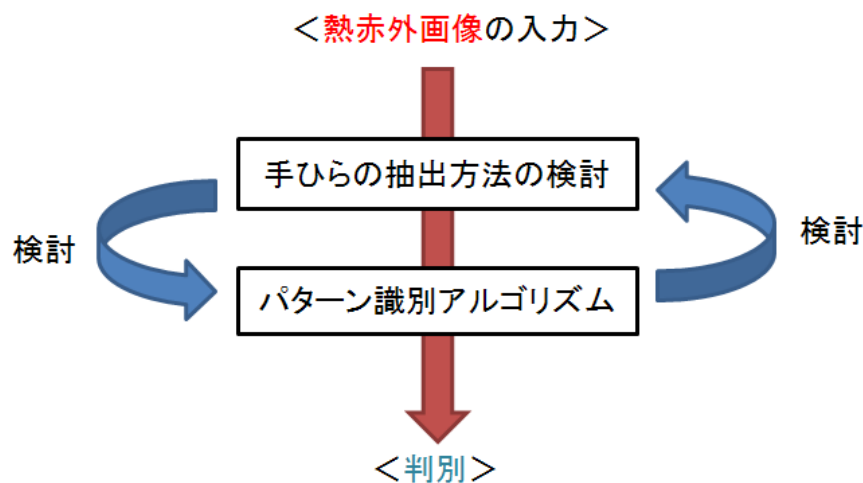 ＜熱赤外画像の入力＞
手ひらの抽出方法の検討
検討
検討
パターン識別アルゴリズム
＜判別＞